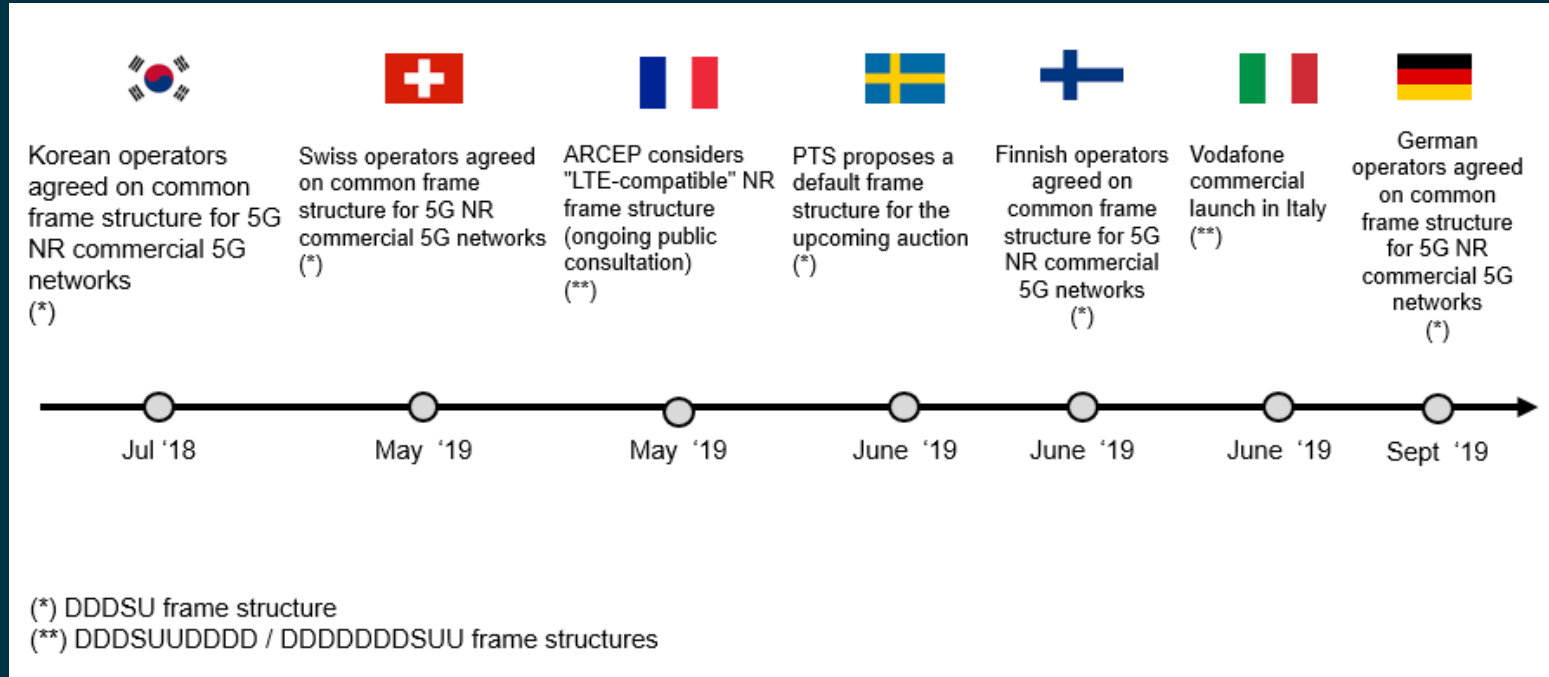 Korean operators
agreed on common
frame structure for 5G
NR commercial 5G
networks
(*)
Swiss operators agreed
on common frame
structure for 5G NR
commercial 5G networks
(*)
ARCEP considers
"LTE-compatible" NR
frame structure
(ongoing public
consultation)
(**)
PTS proposes a
default frame
structure for the
upcoming auction
(*)
Finnish operators
agreed on
common frame
structure for 5G
NR commercial
5G networks
(*)
Vodafone
commercial
launch in Italy
(**)
German
operators agreed
on common
frame structure
for 5G NR
commercial 5G
networks
(*)
Jul ‘18
May ‘19
May ‘19
June ‘19
June ‘19
June ‘19
Sept ‘19
(*) DDDSU frame structure
(**) DDDSUUDDDD / DDDDDDDSUU frame structures